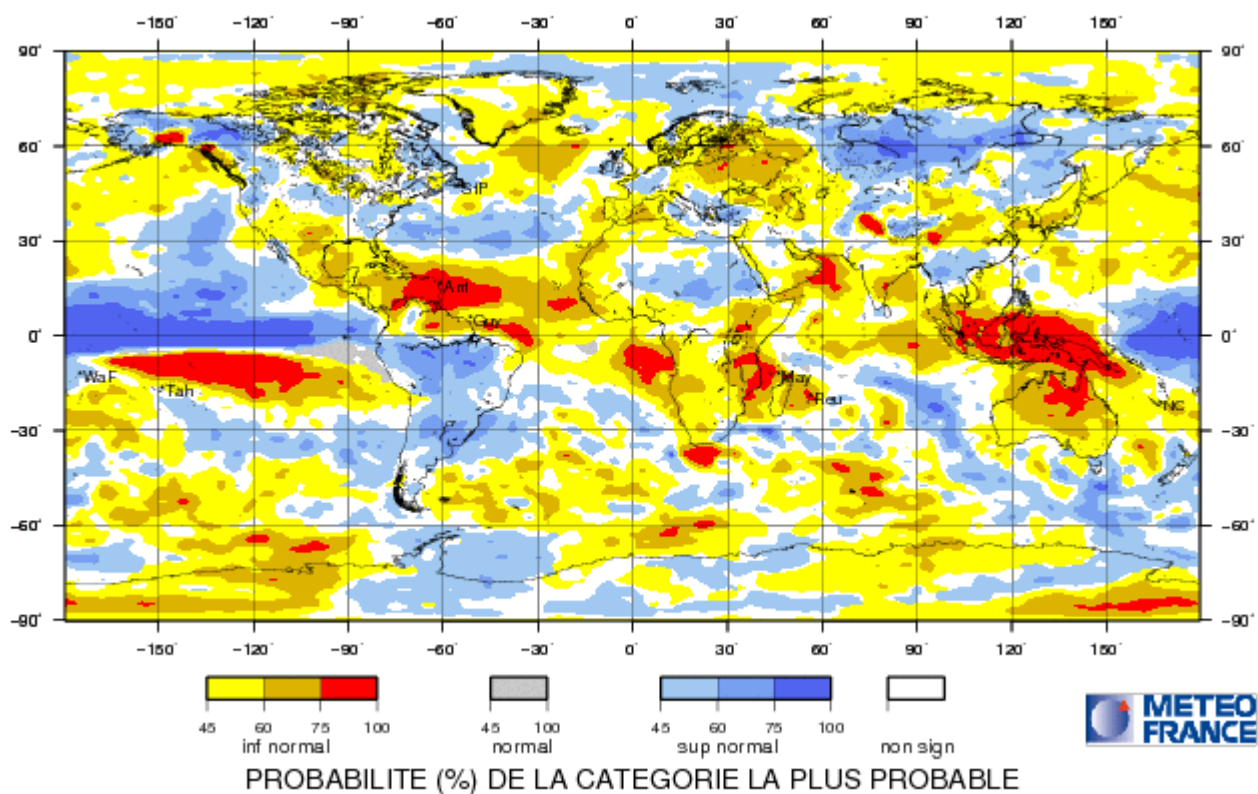 −150° −120° −90° −60° −30° 0° 30° 60° 90° 120° 150°
90° 90°
60° 60°
StP
30° 30°
Ant
Guy
0° 0°
WaF Tah May Reu NC
−30° −30°
−60° −60°
−90° −90°
−150° −120° −90° −60° −30° 0° 30° 60° 90° 120° 150°
45 60 75 100 45 100 45 60 75 100
inf normal normal sup normal non sign
METEO
FRANCE
PROBABILITE (%) DE LA CATEGORIE LA PLUS PROBABLE